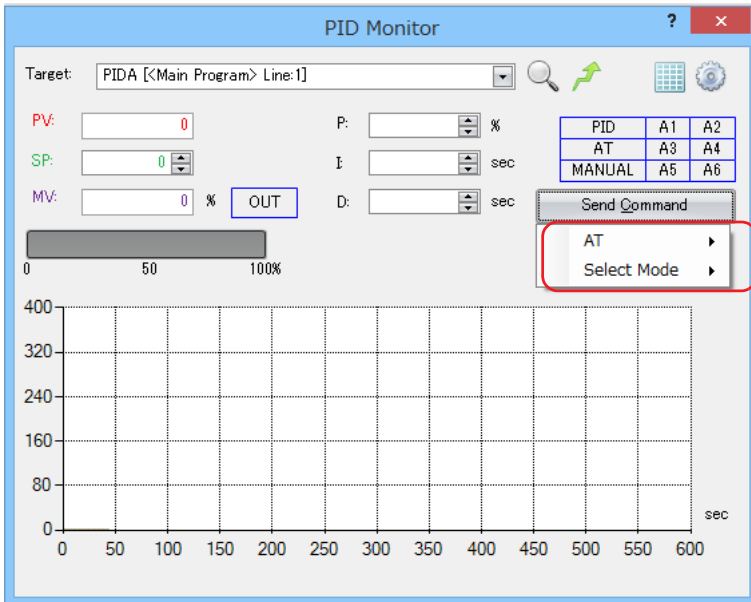 PID Monitor ? ×
Target: PIDA [<Main Program> Line:1]
PV: 0 P: % PID A1 A2
SP: 0 I: sec AT A3 A4
MANUAL A5 A6
MV: 0 % OUT D: sec Send Command
AT
Select Mode
0 50 100%
400
320
240
160
80
0
sec
0 50 100 150 200 250 300 350 400 450 500 550 600